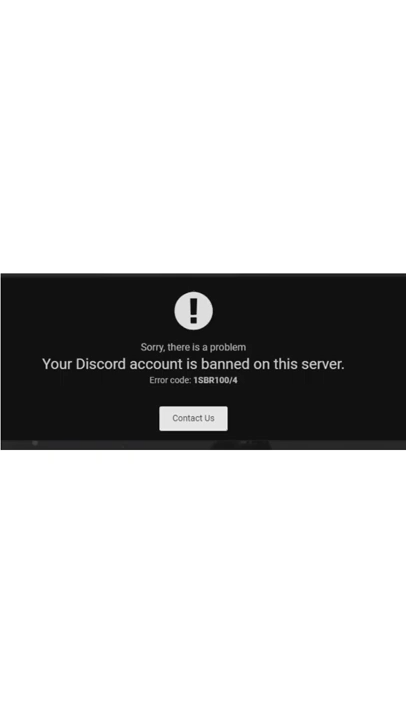 Sorry, there is a problem
Your Discord account is banned on this server.
Error code: 1SBR100/4
Contact Us